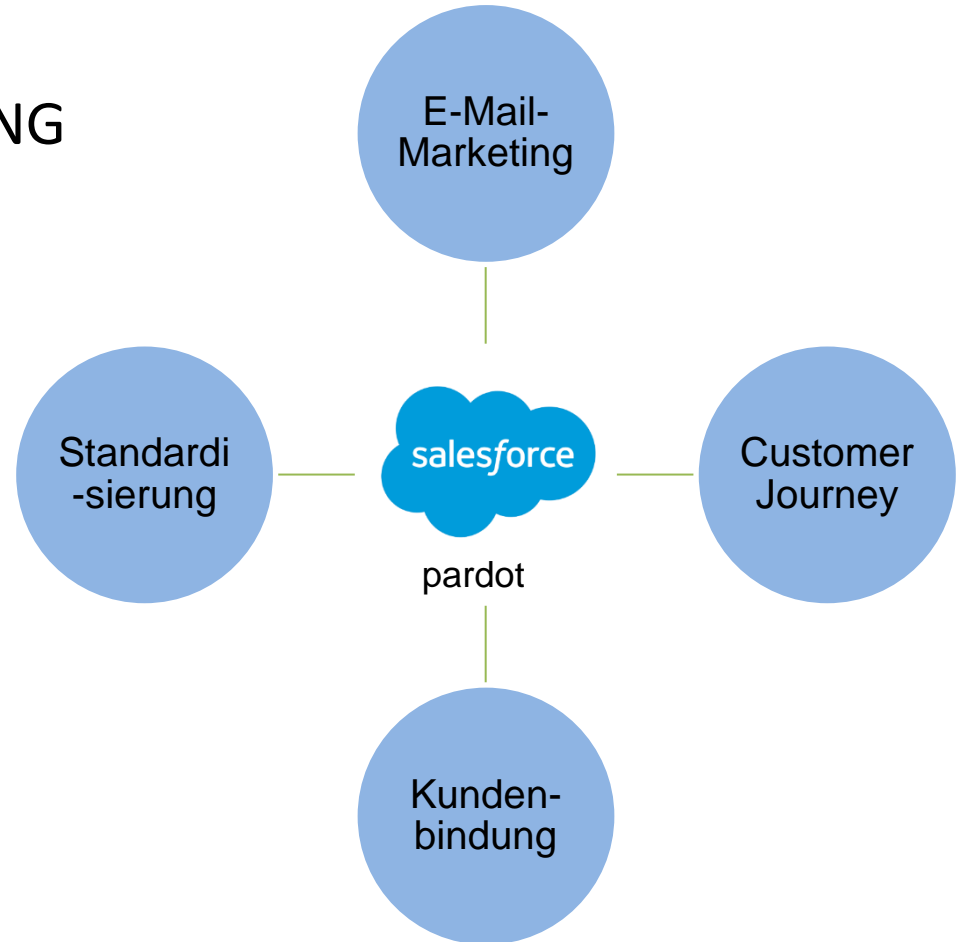 NG
E-Mail-
Marketing
Standardi
-sierung
salesforce
pardot
Customer
Journey
Kunden-
bindung